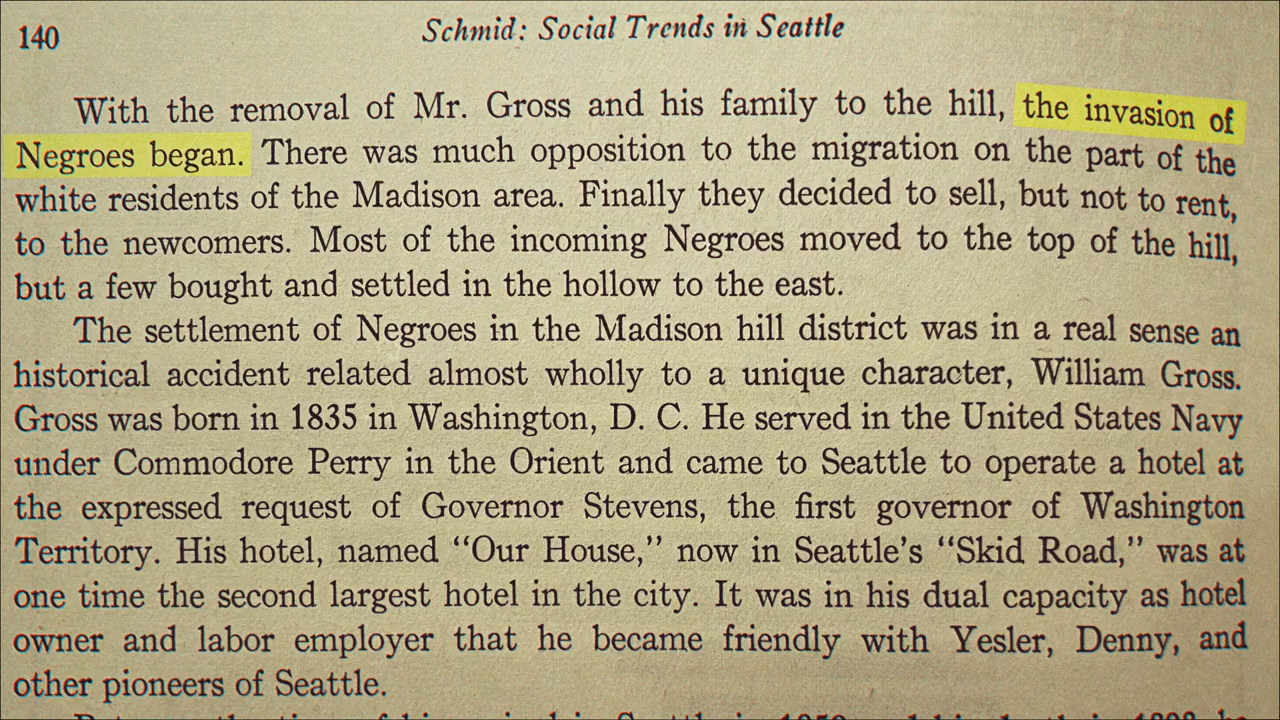 140
Schmid: Social Trends in Seattle
With the removal of Mr. Gross and his family to the hill, the invasion of
Negroes began. There was much opposition to the migration on the part of the
white residents of the Madison area. Finally they decided to sell, but not to rent,
to the newcomers. Most of the incoming Negroes moved to the top of the hill,
but a few bought and settled in the hollow to the east.
The settlement of Negroes in the Madison hill district was in a real sense an
historical accident related almost wholly to a unique character, William Gross.
Gross was born in 1835 in Washington, D. C. He served in the United States Navy
under Commodore Perry in the Orient and came to Seattle to operate a hotel at
the expressed request of Governor Stevens, the first governor of Washington
Territory. His hotel, named “Our House,” now in Seattle’s “Skid Road,” was at
one time the second largest hotel in the city. It was in his dual capacity as hotel
owner and labor employer that he became friendly with Yesler, Denny, and
other pioneers of Seattle.